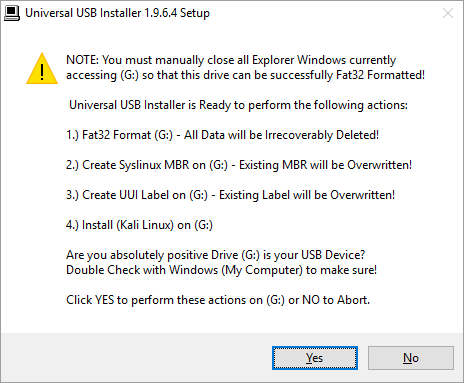 Universal USB Installer 1.9.6.4 Setup
NOTE: You must manually close all Explorer Windows currently
accessing (G:) so that this drive can be successfully Fat32 Formatted!
Universal USB Installer is Ready to perform the following actions:
1.) Fat32 Format (G:) - All Data will be Irrecoverably Deleted!
2.) Create Syslinux MBR on (G:) - Existing MBR will be Overwritten!
3.) Create UUI Label on (G:) - Existing Label will be Overwritten!
4.) Install (Kali Linux) on (G:)
Are you absolutely positive Drive (G:) is your USB Device?
Double Check with Windows (My Computer) to make sure!
Click YES to perform these actions on (G:) or NO to Abort.
Yes
No